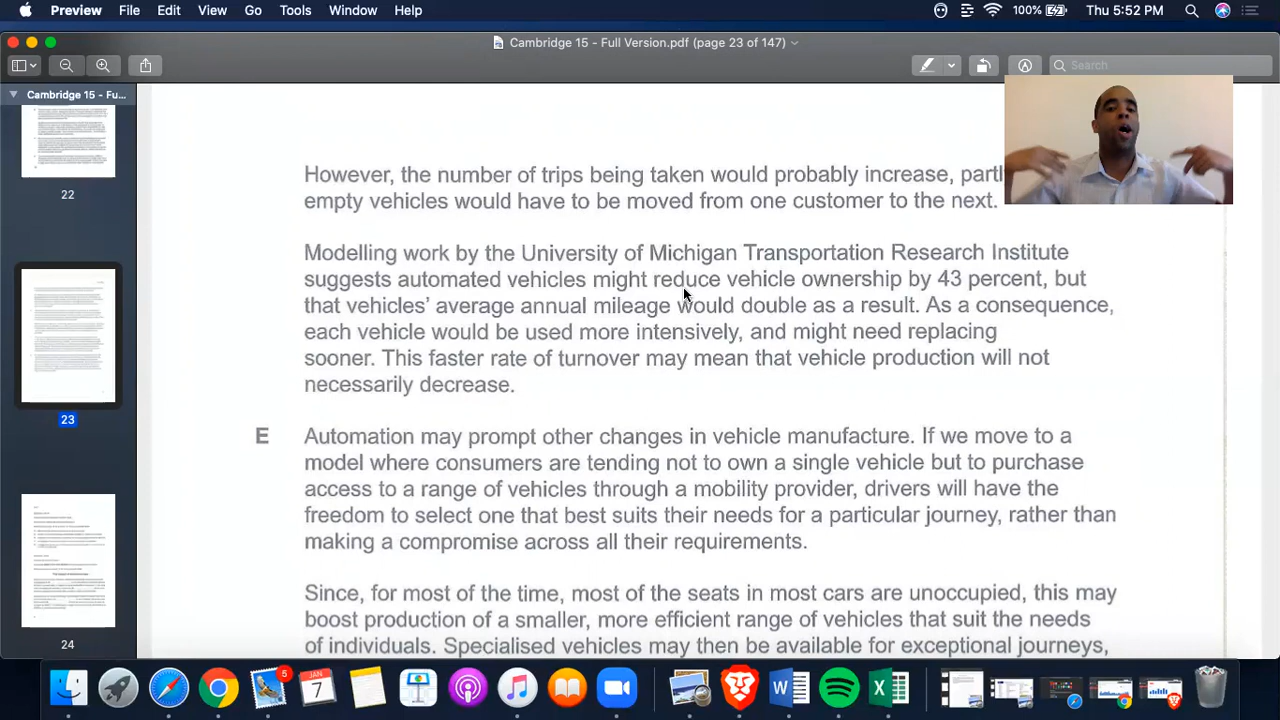 Preview File Edit View Go Tools Window Help 100% Thu 5:52 PM
Cambridge 15 - Full Version.pdf (page 23 of 147)
Search
Cambridge 15 - Fu...
22
23
24
However, the number of trips being taken would probably increase,
empty vehicles would have to be moved from one customer to the next.
Modelling work by the University of Michigan Transportation Research Institute
suggests automated vehicles might reduce vehicle ownership by 43 percent, but
that vehicles' average annual mileage would double as a result. As a consequence,
each vehicle would be used more intensively, and might need replacing
sooner. This faster rate of turnover may mean that vehicle production will not
necessarily decrease.
E Automation may prompt other changes in vehicle manufacture. If we move to a
model where consumers are tending not to own a single vehicle but to purchase
access to a range of vehicles through a mobility provider, drivers will have the
freedom to select one that best suits their needs for a particular journey, rather than
making a compromise across all their requirements.
Since, for most of the time, most of the seats in most cars are unoccupied, this may
boost production of a smaller, more efficient range of vehicles that suit the needs
of individuals. Specialised vehicles may then be available for exceptional journeys,
5
JAN
7